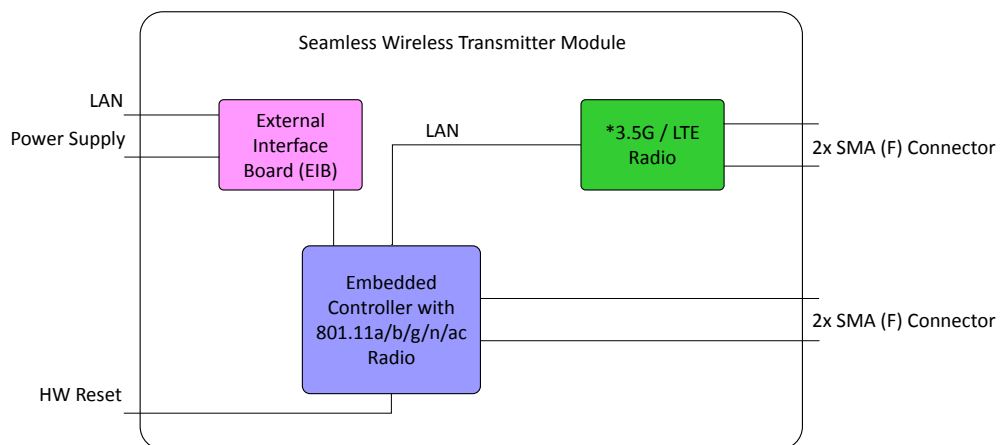 Seamless Wireless Transmitter Module
LAN
Power Supply
External
Interface
Board (EIB)
LAN
*3.5G / LTE
Radio
2x SMA (F) Connector
Embedded
Controller with
801.11a/b/g/n/ac
Radio
2x SMA (F) Connector
HW Reset